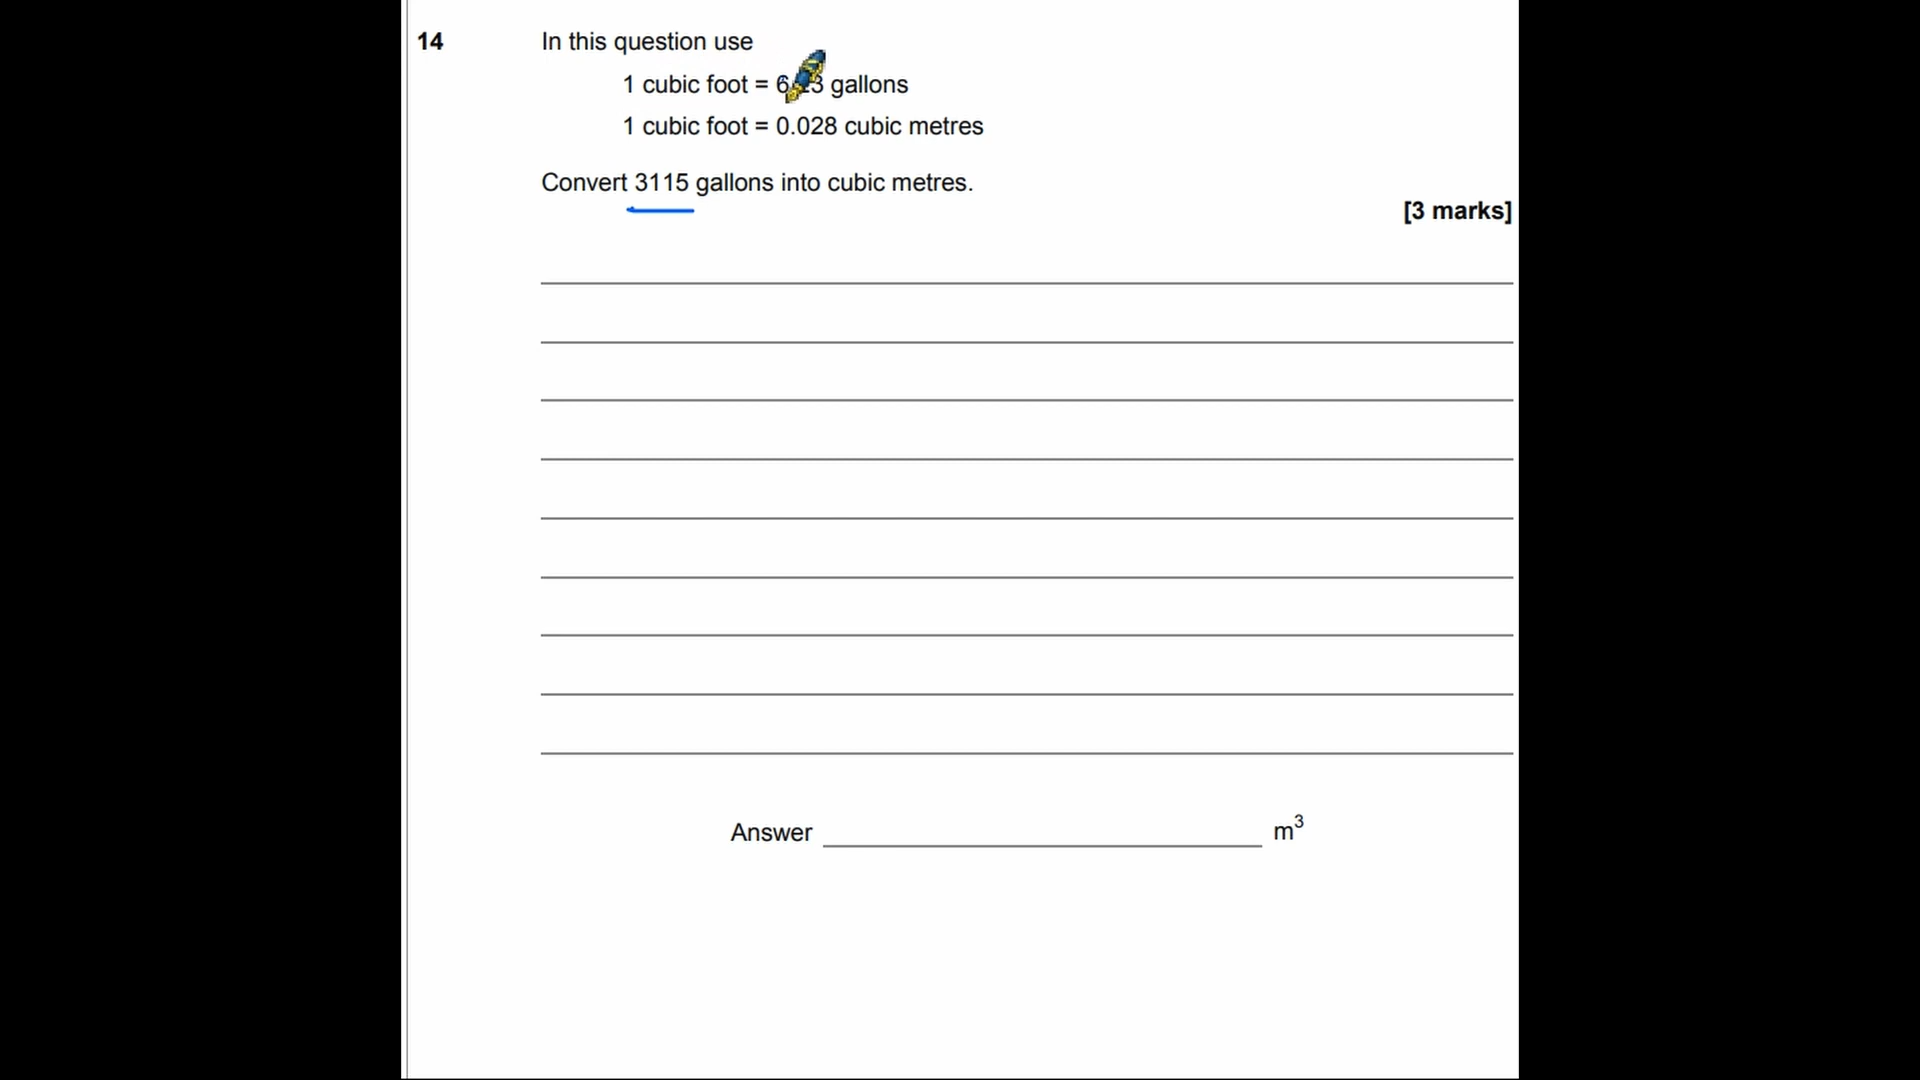 14 In this question use
1 cubic foot = gallons
1 cubic foot = 0.028 cubic metres
Convert 3115 gallons into cubic metres.
[3 marks]
Answer m³